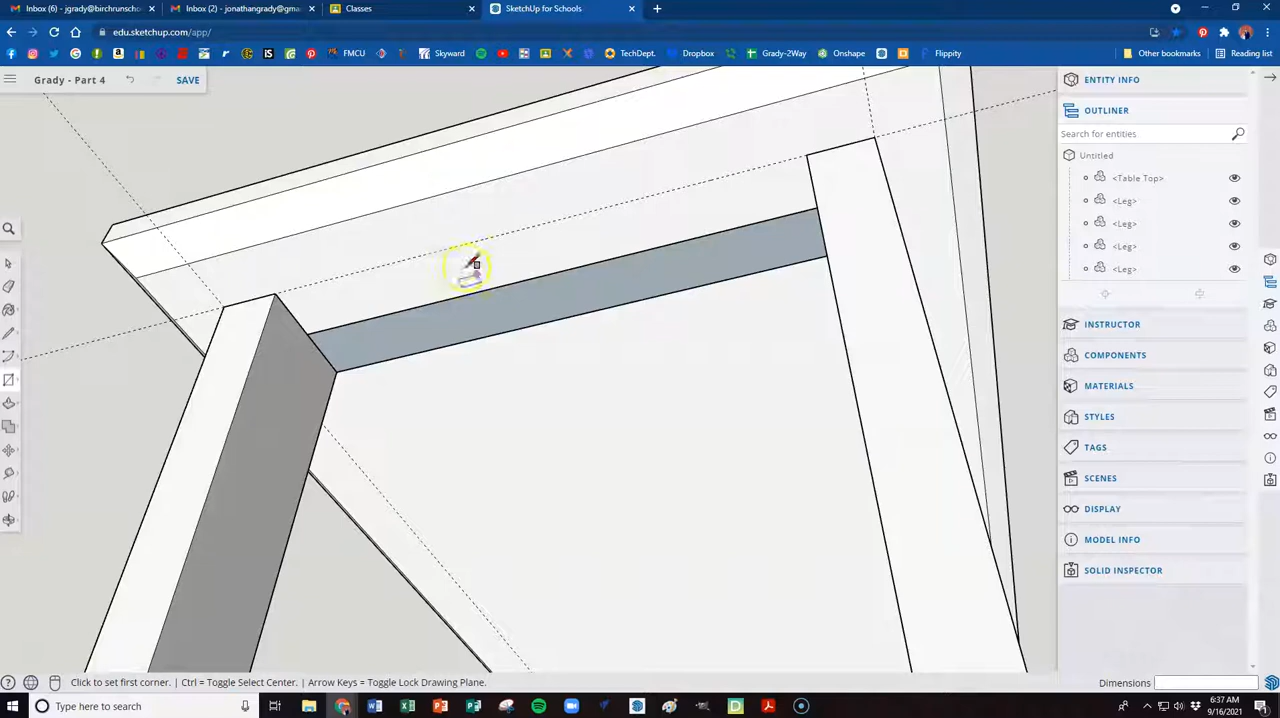 Inbox (6) - jgrady@birchrunsch
Inbox (2) - jonathangrady@gma
Classes
SketchUp for Schools
edu.sketchup.com/app/
FMCU
Skyward
TechDept.
Dropbox
Grady-2Way
Onshape
Flippity
Other bookmarks
Reading list
Grady - Part 4
SAVE
ENTITY INFO
OUTLINER
Search for entities
Untitled
<Table Top>
<Leg>
<Leg>
<Leg>
<Leg>
INSTRUCTOR
COMPONENTS
MATERIALS
STYLES
TAGS
SCENES
DISPLAY
MODEL INFO
SOLID INSPECTOR
Click to set first corner. | Ctrl = Toggle Select Center. | Arrow Keys = Toggle Lock Drawing Plane.
Dimensions
Type here to search
6:37 AM
9/16/2021